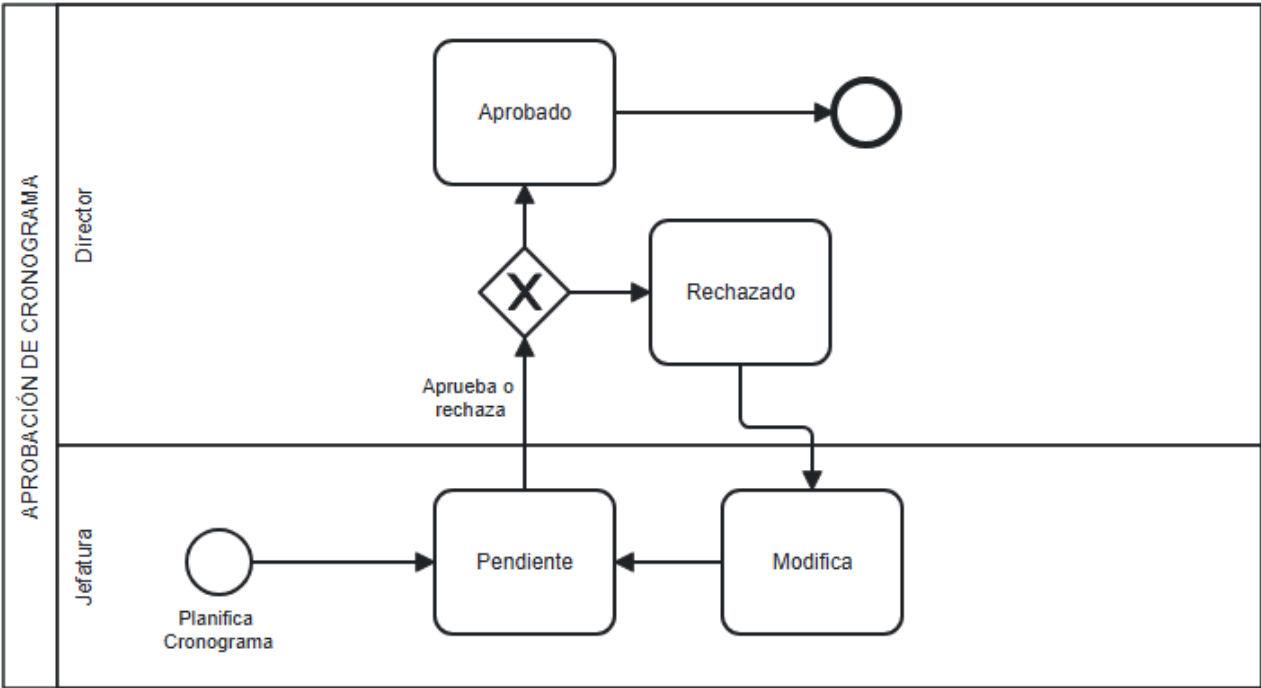 APROBACIÓN DE CRONOGRAMA
Director
Aprobado
Rechazado
Aprueba o
rechaza
Jefatura
Planifica
Cronograma
Pendiente
Modifica